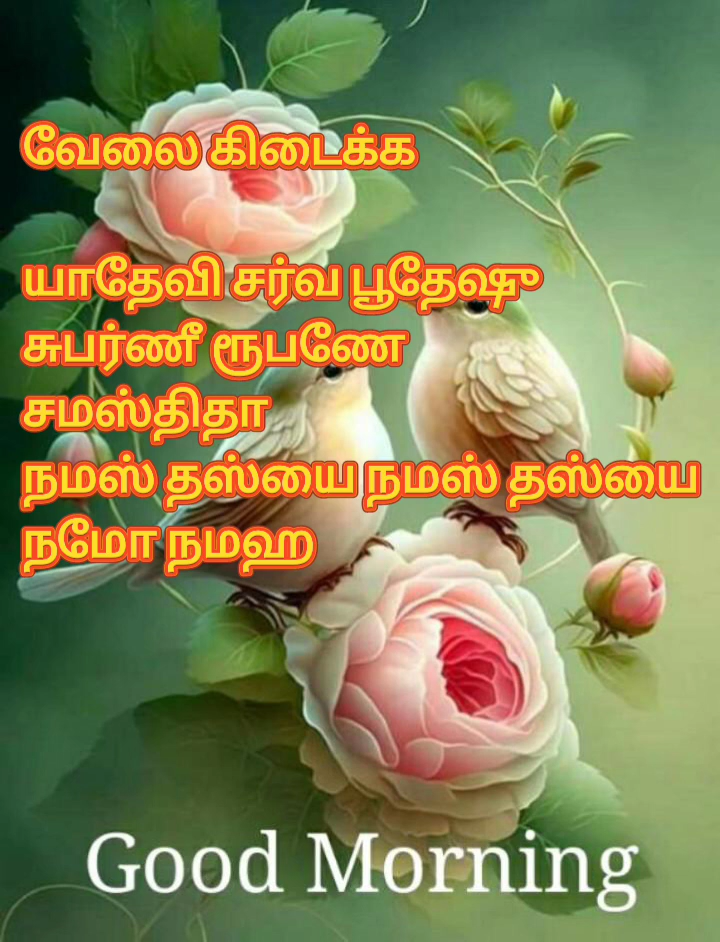 வேலை கிடைக்க
யாதேவி சர்வ பூதேஷு
சுபர்ணீ ரூபணே
சமஸ்திதா
நமஸ் தஸ்யை நமஸ் தஸ்யை
நமோ நமஹ
Good Morning